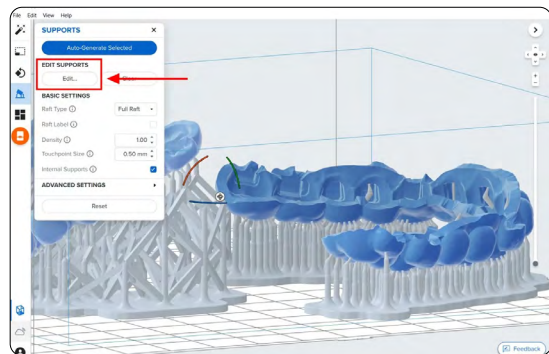 File Edit View Help
SUPPORTS
Auto-Generate Selected
EDIT SUPPORTS
Edit...
BASIC SETTINGS
Raft Type Full Raft
Raft Label
Density 1.00
Touchpoint Size 0.50 mm
Internal Supports
ADVANCED SETTINGS
Reset
Feedback